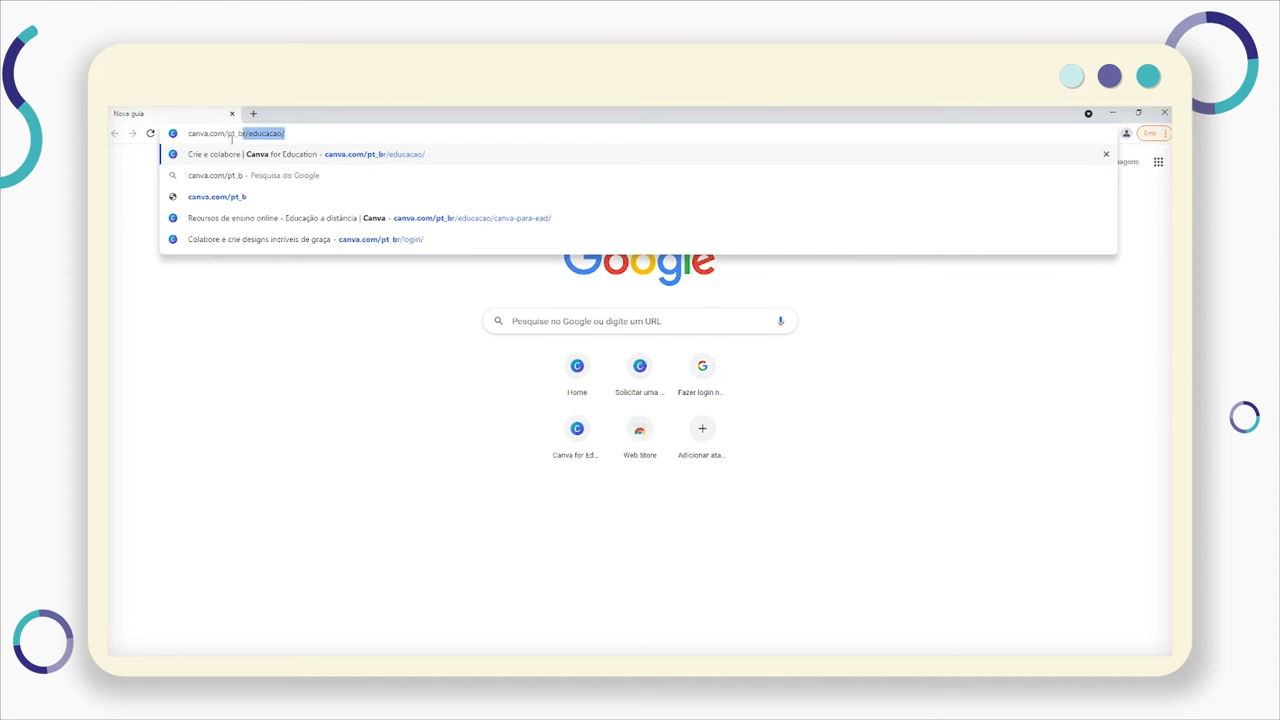 Nova guia
canva.com/pt_br/educacao/
Erro
Crie e colabore | Canva for Education - canva.com/pt_br/educacao/
agens
canva.com/pt_b - Pesquisa do Google
canva.com/pt_b
Recursos de ensino online - Educação a distância | Canva - canva.com/pt_br/educacao/canva-para-ead/
Colabore e crie designs incríveis de graça - canva.com/pt_br/login/
Google
Pesquise no Google ou digite um URL
Home
Solicitar uma ...
Fazer login n...
Canva for Ed...
Web Store
Adicionar ata...